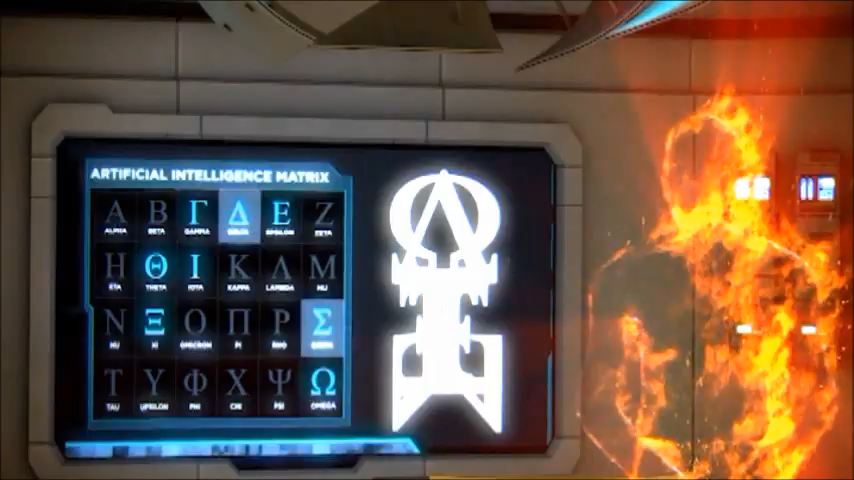 ARTIFICIAL INTELLIGENCE MATRIX
Α Β Γ Δ Ε Ζ
ALPHA BETA GAMMA DELTA EPSILON ZETA
Η Θ Ι Κ Λ Μ
ETA THETA IOTA KAPPA LAMBDA MU
Ν Ξ Ο Π Ρ Σ
NU XI OMICRON PI RHO SIGMA
Τ Υ Φ Χ Ψ Ω
TAU UPSILON PHI CHI PSI OMEGA